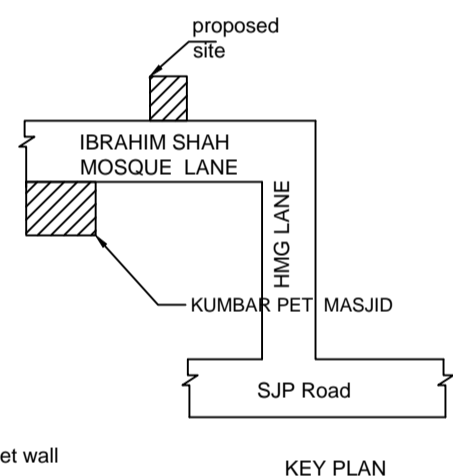 proposed
site
IBRAHIM SHAH
MOSQUE LANE
HMG LANE
KUMBAR PET MASJID
SJP Road
et wall
KEY PLAN